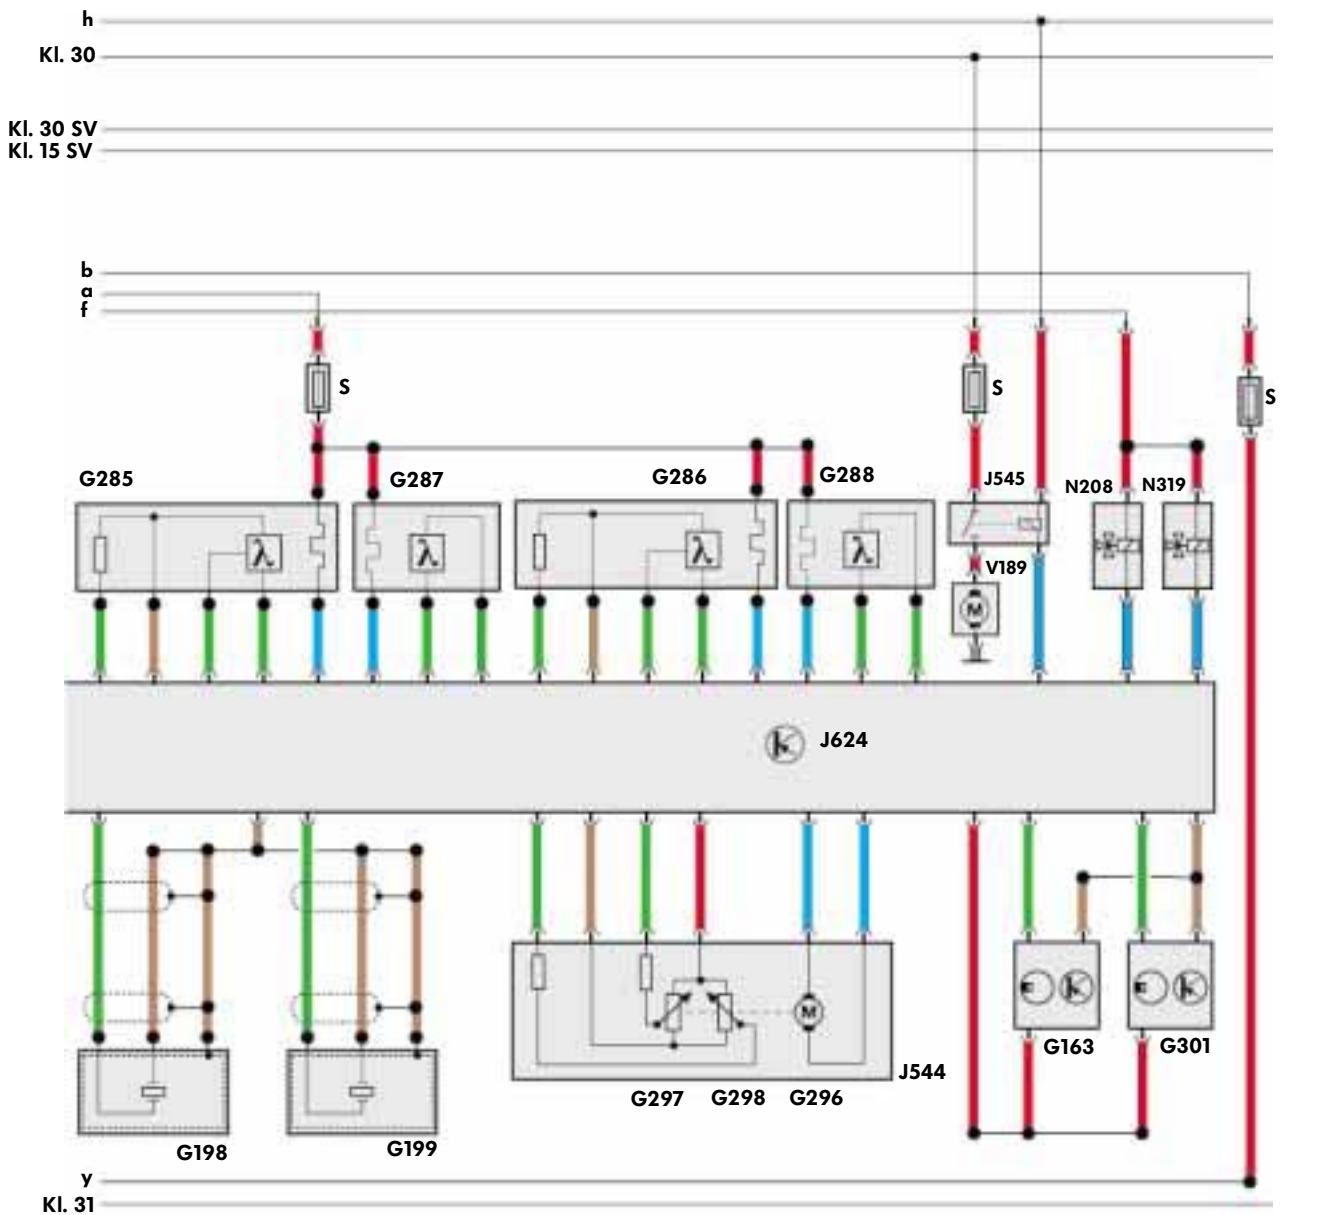 h
Kl. 30
Kl. 30 SV
Kl. 15 SV
b
a
f
S
S
S
G285
G287
G286
G288
J545
N208
N319
λ
λ
λ
λ
V189
M
J624
M
G163
G301
J544
G297
G298
G296
G198
G199
y
Kl. 31